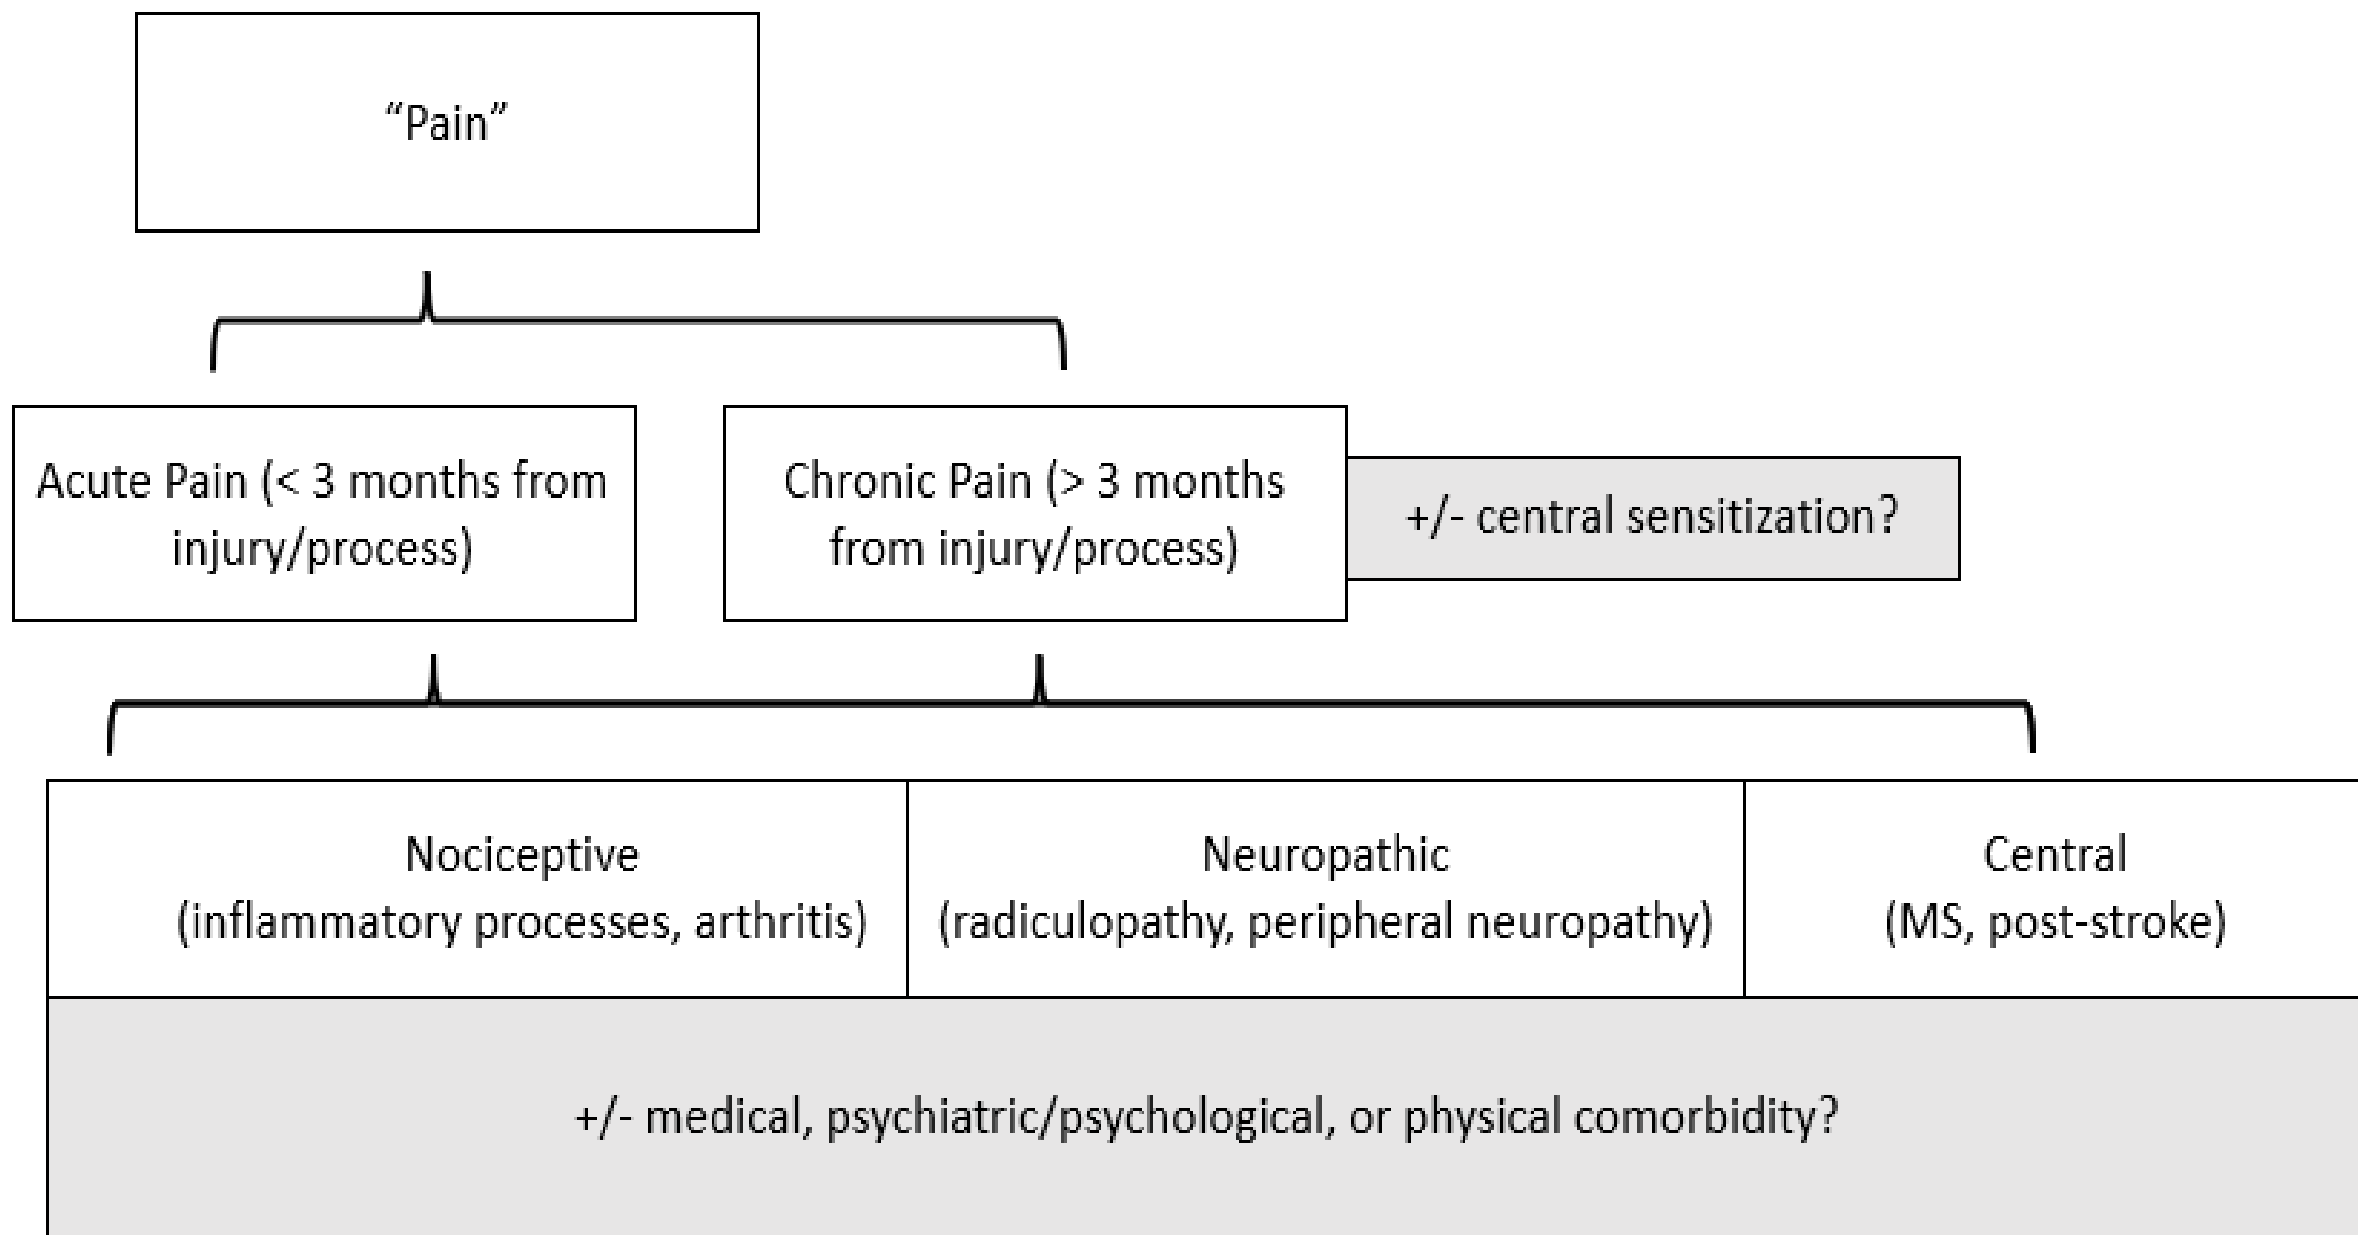 “Pain”
Acute Pain (< 3 months from
injury/process)
Chronic Pain (> 3 months
from injury/process)
+/- central sensitization?
Nociceptive
(inflammatory processes, arthritis)
Neuropathic
(radiculopathy, peripheral neuropathy)
Central
(MS, post-stroke)
+/- medical, psychiatric/psychological, or physical comorbidity?